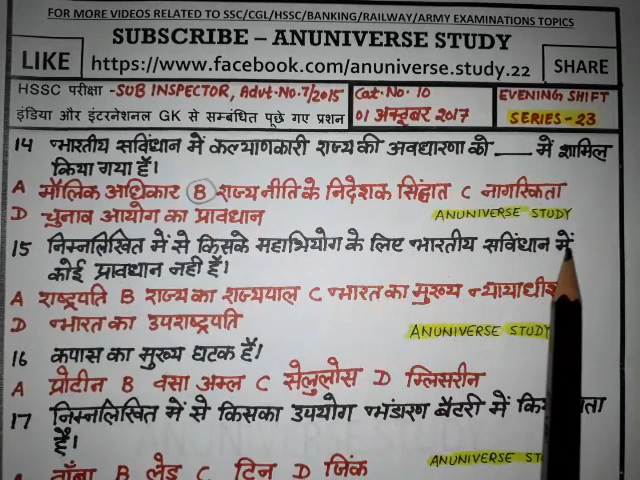 FOR MORE VIDEOS RELATED TO SSC/CGL/HSSC/BANKING/RAILWAY/ARMY EXAMINATIONS TOPICS
SUBSCRIBE – ANUNIVERSE STUDY
LIKE https://www.facebook.com/anuniverse.study.22 SHARE
HSSC परीक्षा - SUB INSPECTOR, Advt. No. 7/2015 Cat. No. 10 EVENING SHIFT
इंडिया और इंटरनेशनल GK से सम्बंधित पूछे गए प्रशन 01 अक्टूबर 2017 SERIES - 23
14 भारतीय सविंधान में कल्याणकारी राज्य की अवधारणा को ___ में शामिल
किया गया है।
A मौलिक अधिकार B राज्य नीति के निदेशक सिंद्दात C नागरिकता
D चुनाव आयोग का प्रावधान ANUNIVERSE STUDY
15 निम्नलिखित में से किसके महाभियोग के लिए भारतीय सविंधान में
कोई प्रावधान नही है।
A राष्ट्रपति B राज्य का राज्यपाल C भारत का मुख्य न्यायाधीश
D भारत का उपराष्ट्रपति ANUNIVERSE STUDY
16 कपास का मुख्य घटक है।
A प्रोटीन B वसा अम्ल C सेलुलोस D ग्लिसरीन
17 निम्नलिखित में से किसका उपयोग भंडारण बैटरी में
है।
ताँबा B लेड C टिन D जिंक ANUNIVERSE